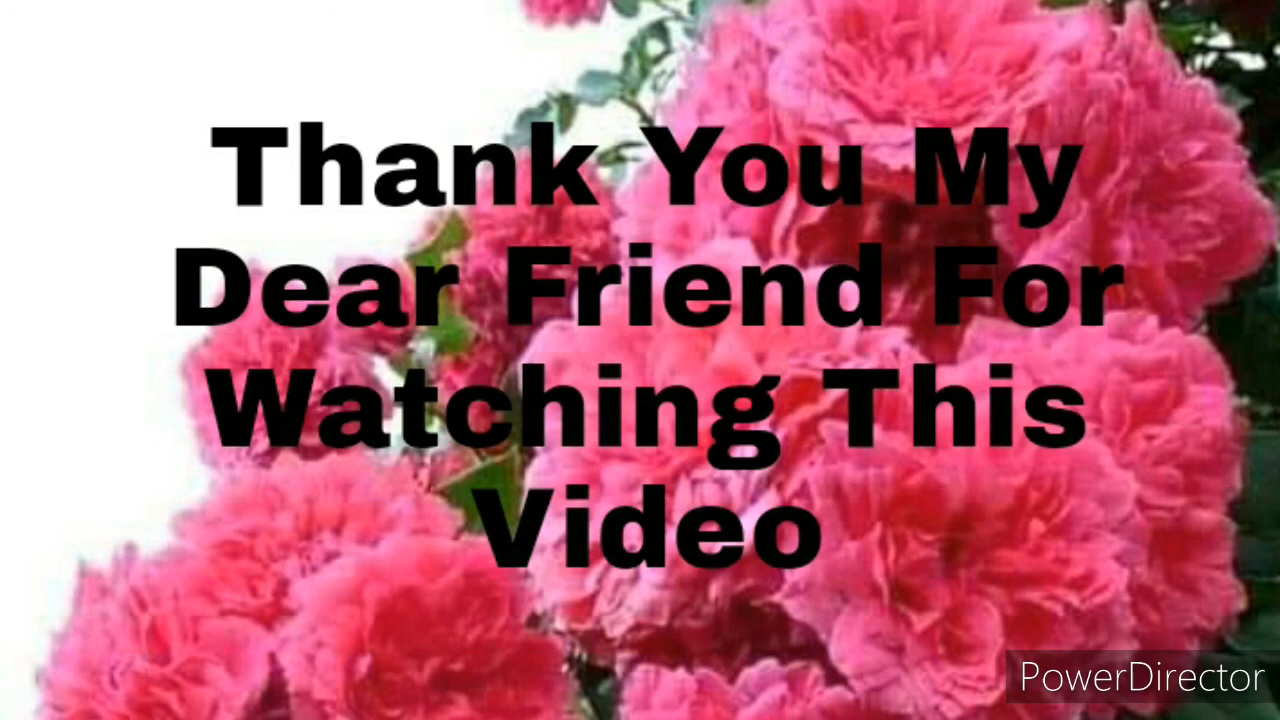 Thank You My
Dear Friend For
Watching This
Video
PowerDirector